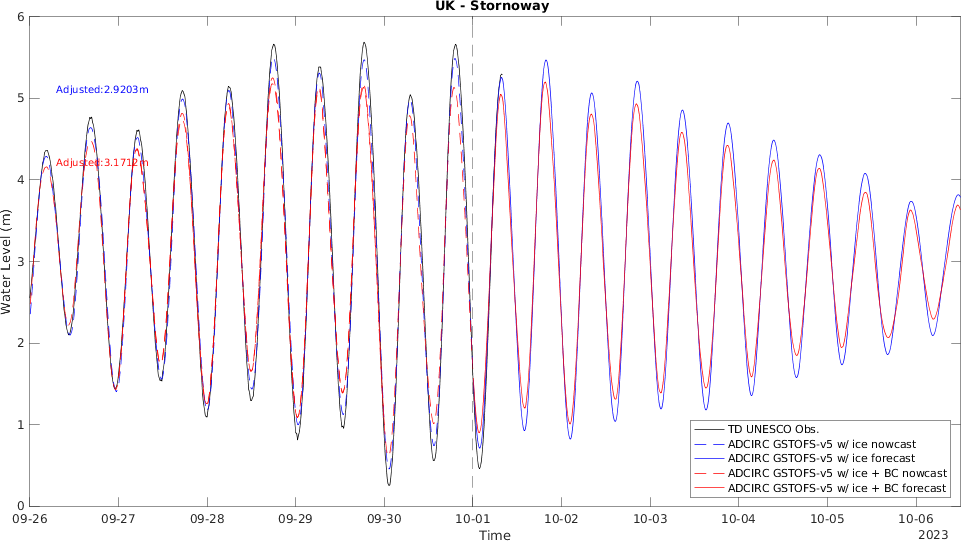 UK - Stornoway
6
5
4
3
2
1
0
Water Level (m)
Adjusted:2.9203m
Adjusted:3.1712m
TD UNESCO Obs.
ADCIRC GSTOFS-v5 w/ ice nowcast
ADCIRC GSTOFS-v5 w/ ice forecast
ADCIRC GSTOFS-v5 w/ ice + BC nowcast
ADCIRC GSTOFS-v5 w/ ice + BC forecast
09-26 09-27 09-28 09-29 09-30 10-01 10-02 10-03 10-04 10-05 10-06
Time
2023